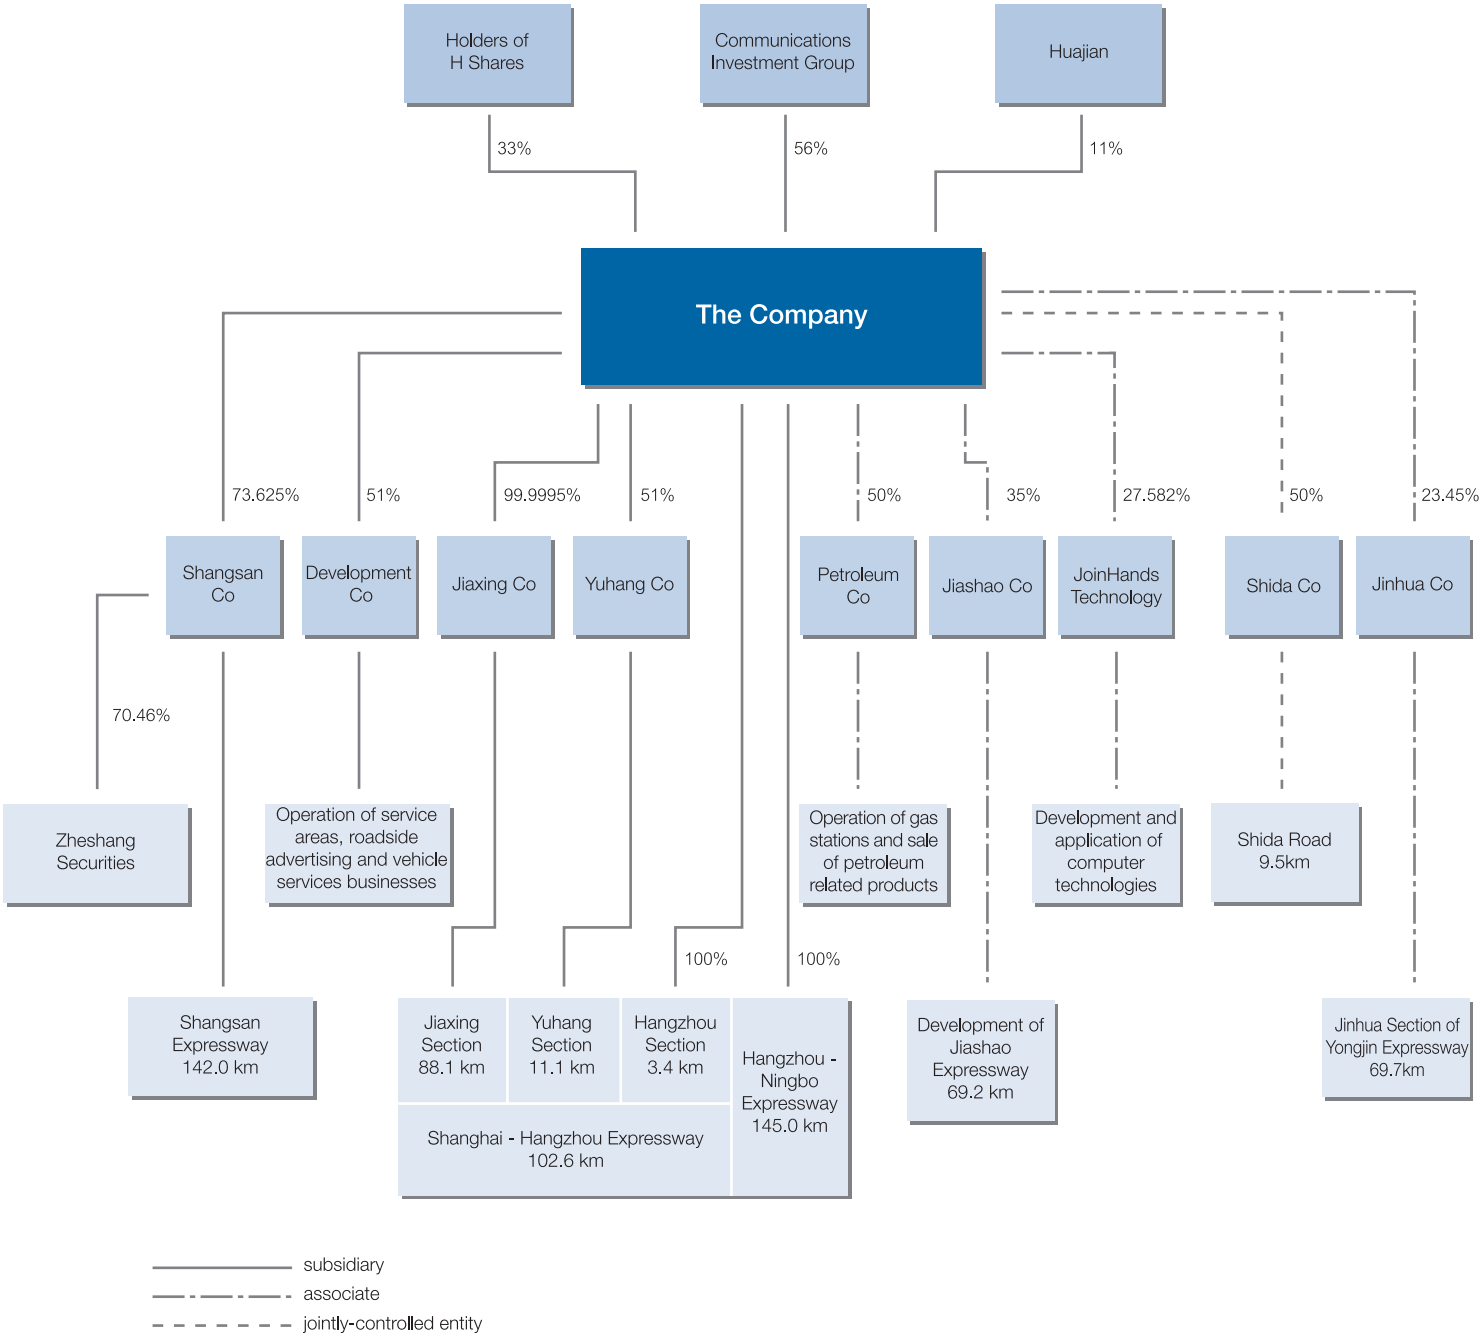 Holders of
H Shares
Communications
Investment Group
Huajian
33%
56%
11%
The Company
73.625%
51%
99.9995%
51%
50%
35%
27.582%
50%
23.45%
Shangsan
Co
Development
Co
Jiaxing Co
Yuhang Co
Petroleum
Co
Jiashao Co
JoinHands
Technology
Shida Co
Jinhua Co
70.46%
Zheshang
Securities
Operation of service
areas, roadside
advertising and vehicle
services businesses
Operation of gas
stations and sale
of petroleum
related products
Development and
application of
computer
technologies
Shida Road
9.5km
100%
100%
Shangsan
Expressway
142.0 km
Jiaxing
Section
88.1 km
Yuhang
Section
11.1 km
Hangzhou
Section
3.4 km
Hangzhou -
Ningbo
Expressway
145.0 km
Shanghai - Hangzhou Expressway
102.6 km
Development of
Jiashao
Expressway
69.2 km
Jinhua Section of
Yongjin Expressway
69.7km
subsidiary
associate
jointly-controlled entity